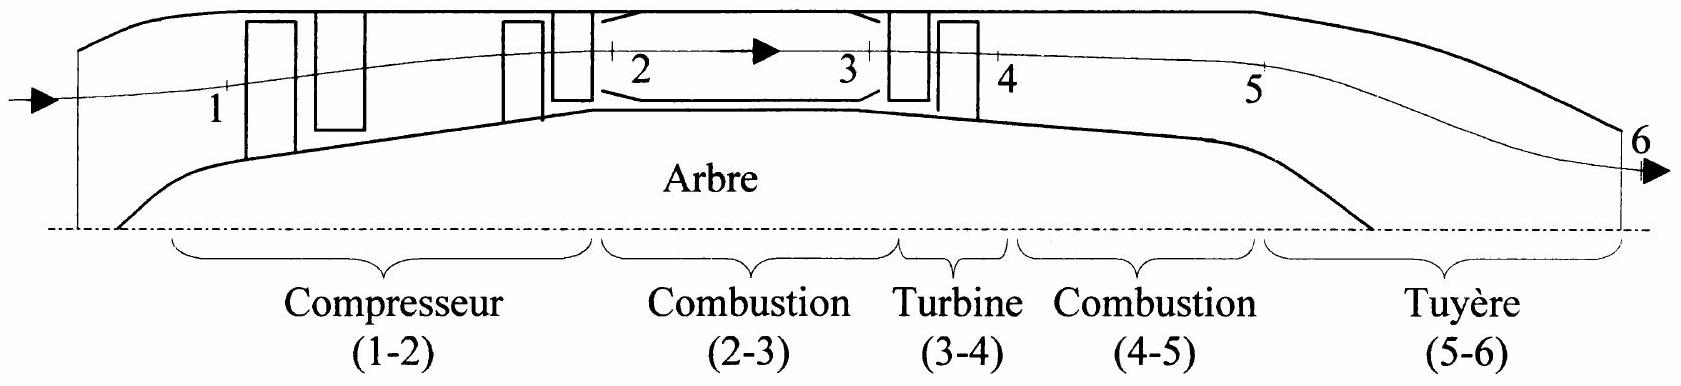 1
2
3
4
5
6
Arbre
Compresseur
(1-2)
Combustion
(2-3)
Turbine
(3-4)
Combustion
(4-5)
Tuyère
(5-6)